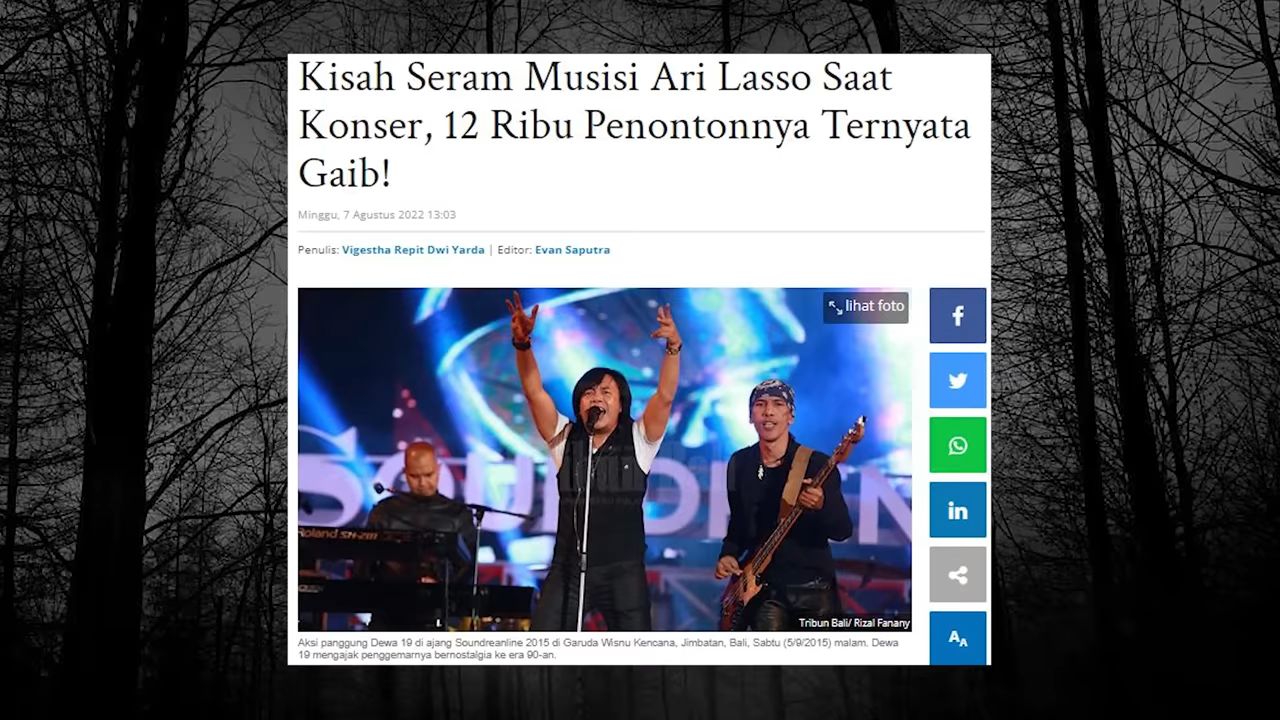 Kisah Seram Musisi Ari Lasso Saat
Konser, 12 Ribu Penontonnya Ternyata
Gaib!
Minggu, 7 Agustus 2022 13:03
Penulis: Vigestha Repit Dwi Yarda | Editor: Evan Saputra
lihat foto
Roland
Tribun Bali/ Rizal Fanany
Aksi panggung Dewa 19 di ajang Soundreanline 2015 di Garuda Wisnu Kencana, Jimbatan, Bali, Sabtu (5/9/2015) malam. Dewa
19 mengajak penggemarnya bernostalgia ke era 90-an.
f
in
AA